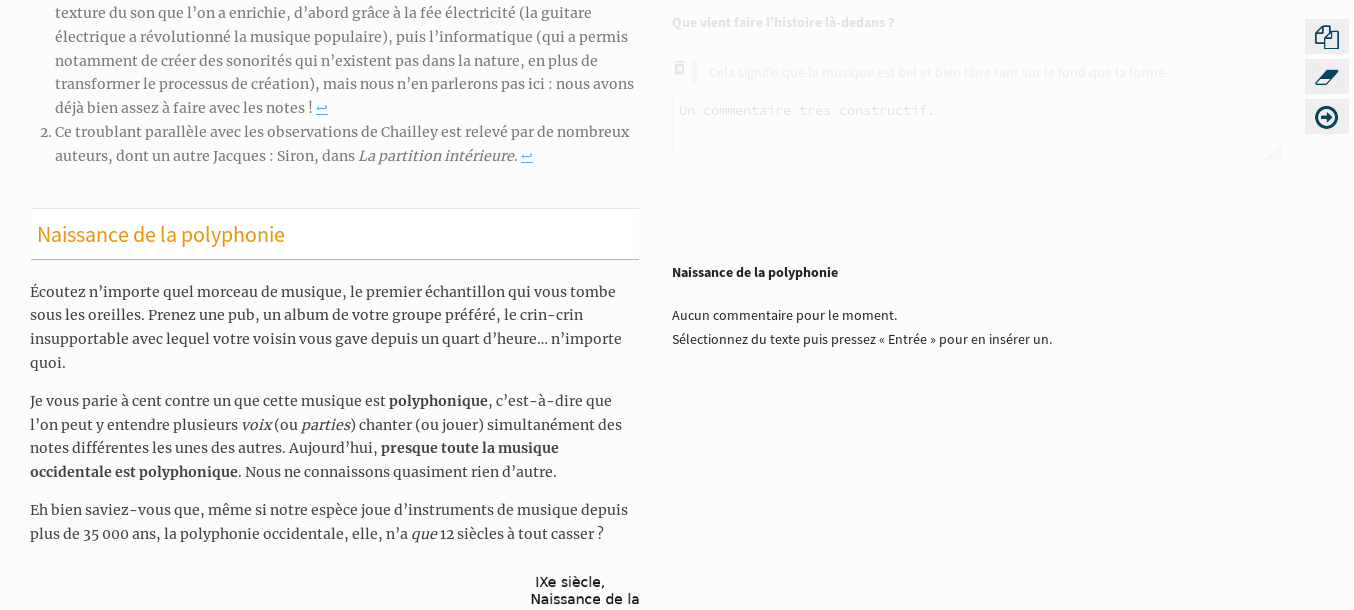 texture du son que l’on a enrichie, d’abord grâce à la fée électricité (la guitare
électrique a révolutionné la musique populaire), puis l’informatique (qui a permis
notamment de créer des sonorités qui n’existent pas dans la nature, en plus de
transformer le processus de création), mais nous n’en parlerons pas ici : nous avons
déjà bien assez à faire avec les notes ! ↩
2. Ce troublant parallèle avec les observations de Chailley est relevé par de nombreux
auteurs, dont un autre Jacques : Siron, dans La partition intérieure. ↩
Naissance de la polyphonie
Écoutez n’importe quel morceau de musique, le premier échantillon qui vous tombe
sous les oreilles. Prenez une pub, un album de votre groupe préféré, le crin-crin
insupportable avec lequel votre voisin vous gave depuis un quart d’heure… n’importe
quoi.
Je vous parie à cent contre un que cette musique est polyphonique, c’est-à-dire que
l’on peut y entendre plusieurs voix (ou parties) chanter (ou jouer) simultanément des
notes différentes les unes des autres. Aujourd’hui, presque toute la musique
occidentale est polyphonique. Nous ne connaissons quasiment rien d’autre.
Eh bien saviez-vous que, même si notre espèce joue d’instruments de musique depuis
plus de 35 000 ans, la polyphonie occidentale, elle, n’a que 12 siècles à tout casser ?
IXe siècle,
Naissance de la
Que vient faire l'histoire là-dedans ?
Cela signifie que la musique est bel et bien libre tant sur le fond que la forme
Un commentaire très constructif.
Naissance de la polyphonie
Aucun commentaire pour le moment.
Sélectionnez du texte puis pressez « Entrée » pour en insérer un.